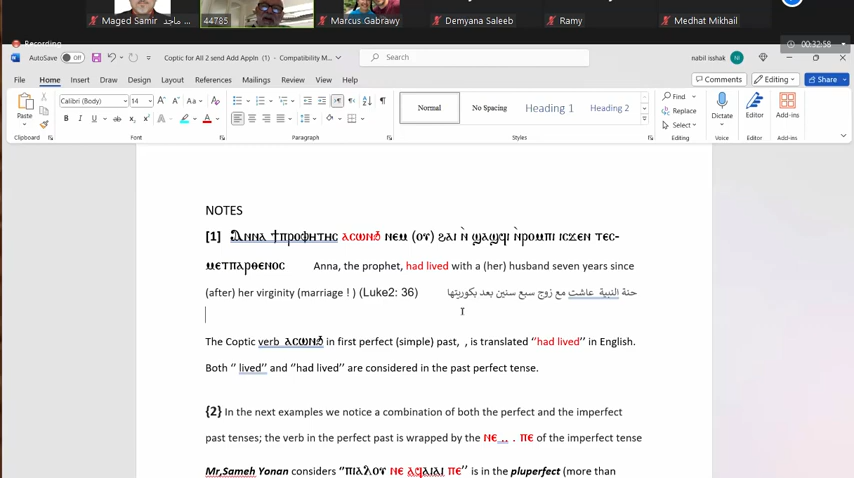 Maged Samir ... ماجد
44785
Marcus Gabrawy
Demyana Saleeb
Ramy
Medhat Mikhail
Recording
00:32:58
AutoSave Off
Coptic for All 2 send Add Appln (1) - Compatibility M...
Search
nabil isshak NI
File Home Insert Draw Design Layout References Mailings Review View Help
Comments Editing Share
Paste
Calibri (Body) 14
Normal No Spacing Heading 1 Heading 2
Find
Replace
Select
Dictate
Editor
Add-ins
Clipboard Font Paragraph Styles Editing Voice Editor Add-ins
NOTES
[1] Ⲁⲛⲛⲁ ϯⲡⲣⲟⲫⲏⲧⲏⲥ ⲁⲥⲱⲛϧ ⲛⲉⲙ (ⲟⲩ) ϩⲁⲓ ⲛ̀ ϣⲁϣϥⲓ ⲛ̀ⲣⲟⲙⲡⲓ ⲓⲥϫⲉⲛ ⲧⲉⲥ-
ⲙⲉⲧⲡⲁⲣⲑⲉⲛⲟⲥ Anna, the prophet, had lived with a (her) husband seven years since
(after) her virginity (marriage ! ) (Luke2: 36) حنة النبية عاشت مع زوج سبع سنين بعد بكوريتها
The Coptic verb ⲁⲥⲱⲛϧ in first perfect (simple) past, , is translated “had lived’’ in English.
Both ‘’ lived’’ and “had lived’’ are considered in the past perfect tense.
{2} In the next examples we notice a combination of both the perfect and the imperfect
past tenses; the verb in the perfect past is wrapped by the ⲛⲉ .. . ⲡⲉ of the imperfect tense
Mr,Sameh Yonan considers “ⲡⲓⲁⲗⲟⲩ ⲛⲉ ⲁϥⲁⲓⲁⲓ ⲡⲉ’’ is in the pluperfect (more than